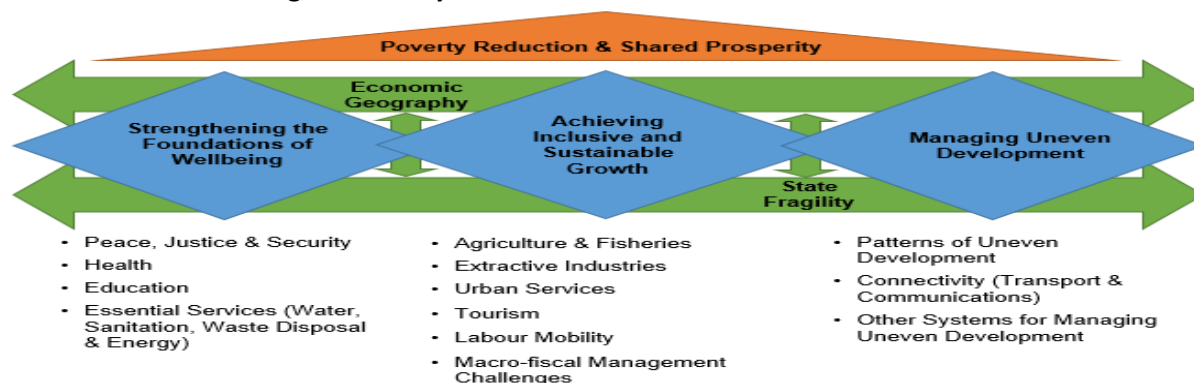 Poverty Reduction & Shared Prosperity
Economic
Geography
Strengthening the
Foundations of
Wellbeing
Achieving
Inclusive and
Sustainable
Growth
Managing Uneven
Development
State
Fragility
• Peace, Justice & Security
• Health
• Education
• Essential Services (Water,
Sanitation, Waste Disposal
& Energy)
• Agriculture & Fisheries
• Extractive Industries
• Urban Services
• Tourism
• Labour Mobility
• Macro-fiscal Management
Challenges
• Patterns of Uneven
Development
• Connectivity (Transport &
Communications)
• Other Systems for Managing
Uneven Development